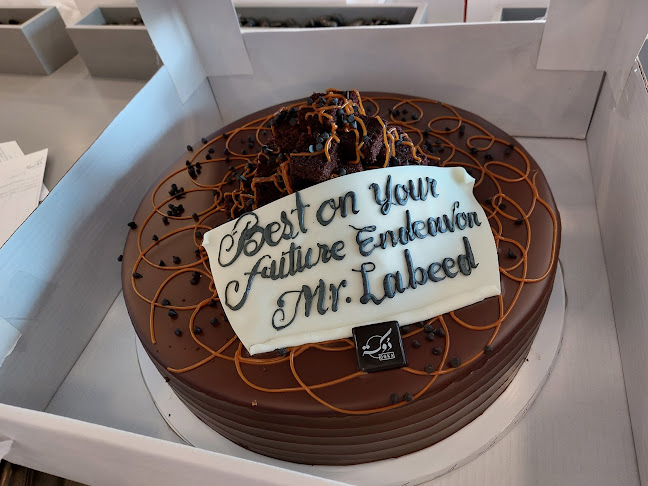 Best on Your
Future Endeavor
Mr. Labeed